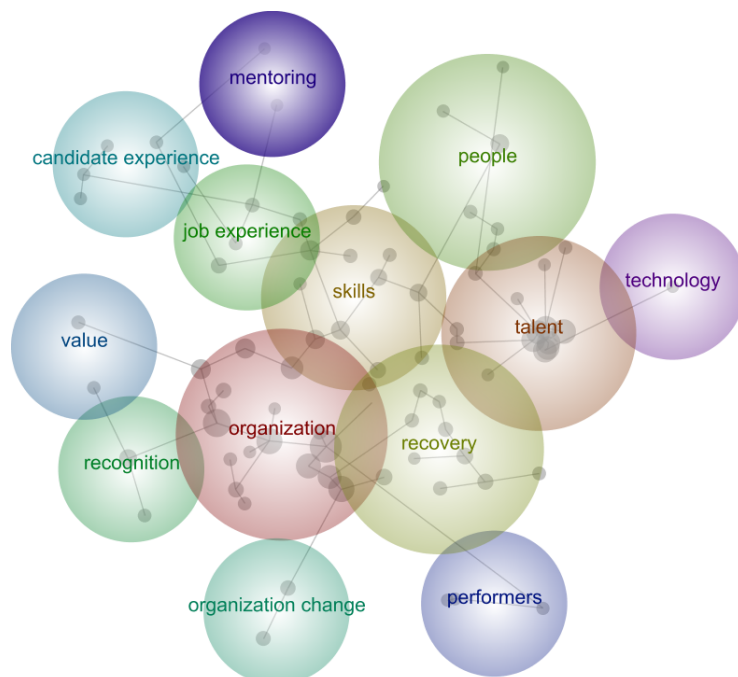 mentoring
candidate experience
people
job experience
technology
skills
talent
value
organization
recovery
recognition
organization change
performers